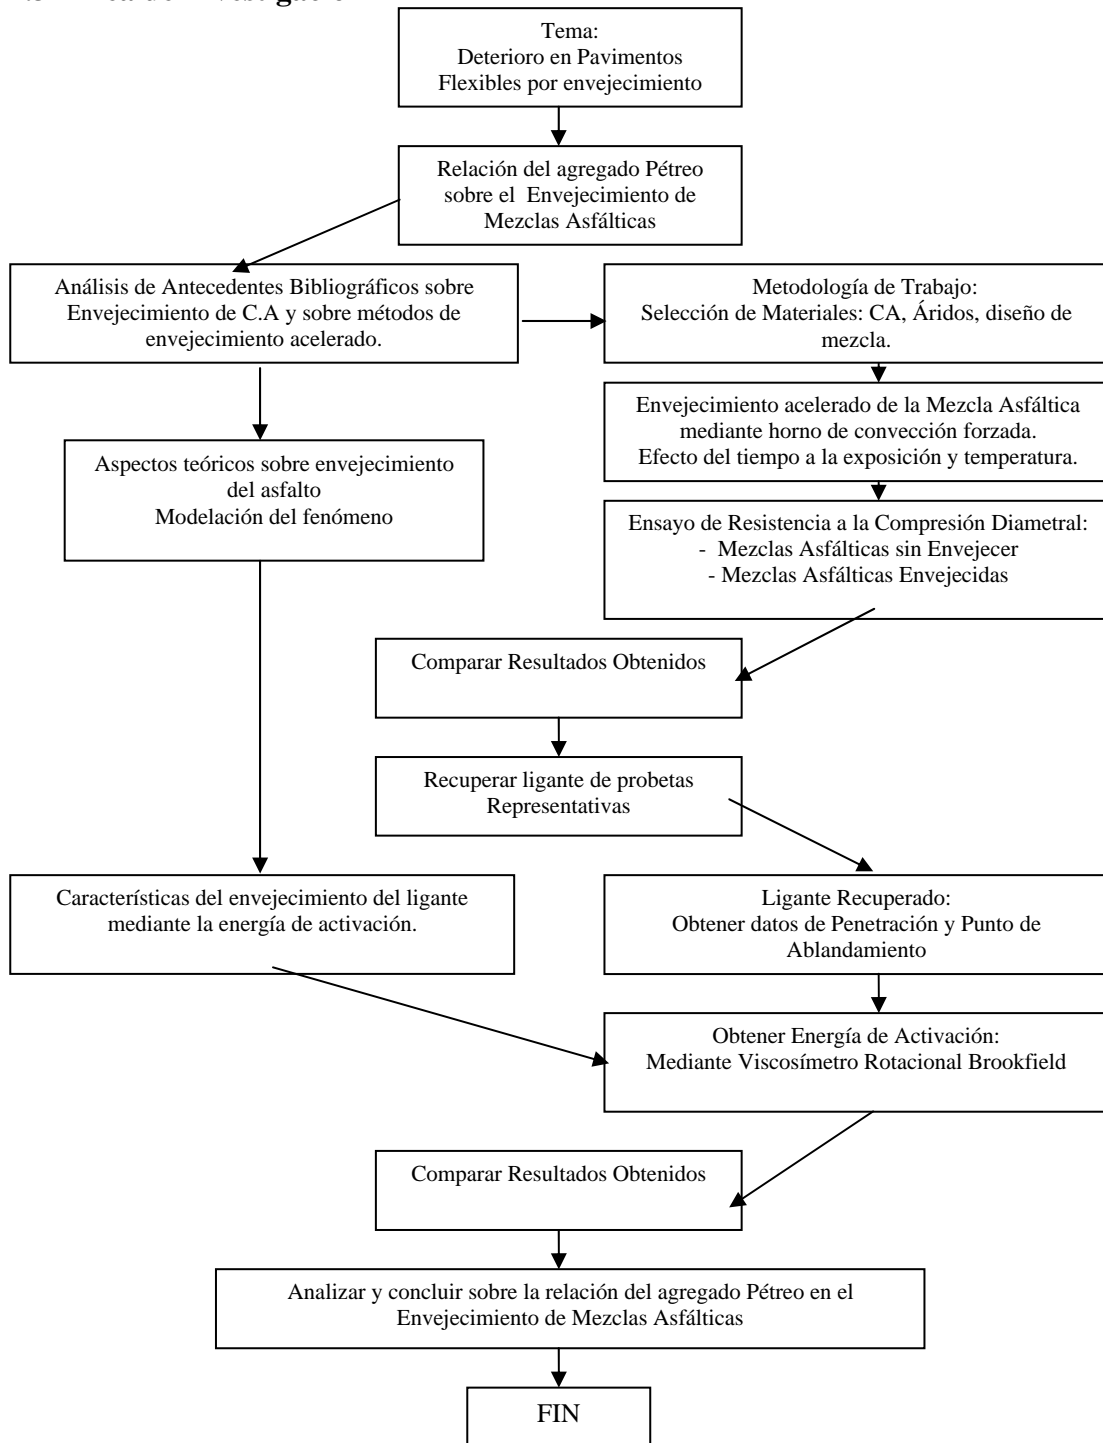 Tema:
Deterioro en Pavimentos
Flexibles por envejecimiento
Relación del agregado Pétreo
sobre el Envejecimiento de
Mezclas Asfálticas
Análisis de Antecedentes Bibliográficos sobre
Envejecimiento de C.A y sobre métodos de
envejecimiento acelerado.
Metodología de Trabajo:
Selección de Materiales: CA, Áridos, diseño de
mezcla.
Envejecimiento acelerado de la Mezcla Asfáltica
mediante horno de convección forzada.
Efecto del tiempo a la exposición y temperatura.
Aspectos teóricos sobre envejecimiento
del asfalto
Modelación del fenómeno
Ensayo de Resistencia a la Compresión Diametral:
- Mezclas Asfálticas sin Envejecer
- Mezclas Asfálticas Envejecidas
Comparar Resultados Obtenidos
Recuperar ligante de probetas
Representativas
Características del envejecimiento del ligante
mediante la energía de activación.
Ligante Recuperado:
Obtener datos de Penetración y Punto de
Ablandamiento
Obtener Energía de Activación:
Mediante Viscosímetro Rotacional Brookfield
Comparar Resultados Obtenidos
Analizar y concluir sobre la relación del agregado Pétreo en el
Envejecimiento de Mezclas Asfálticas
FIN